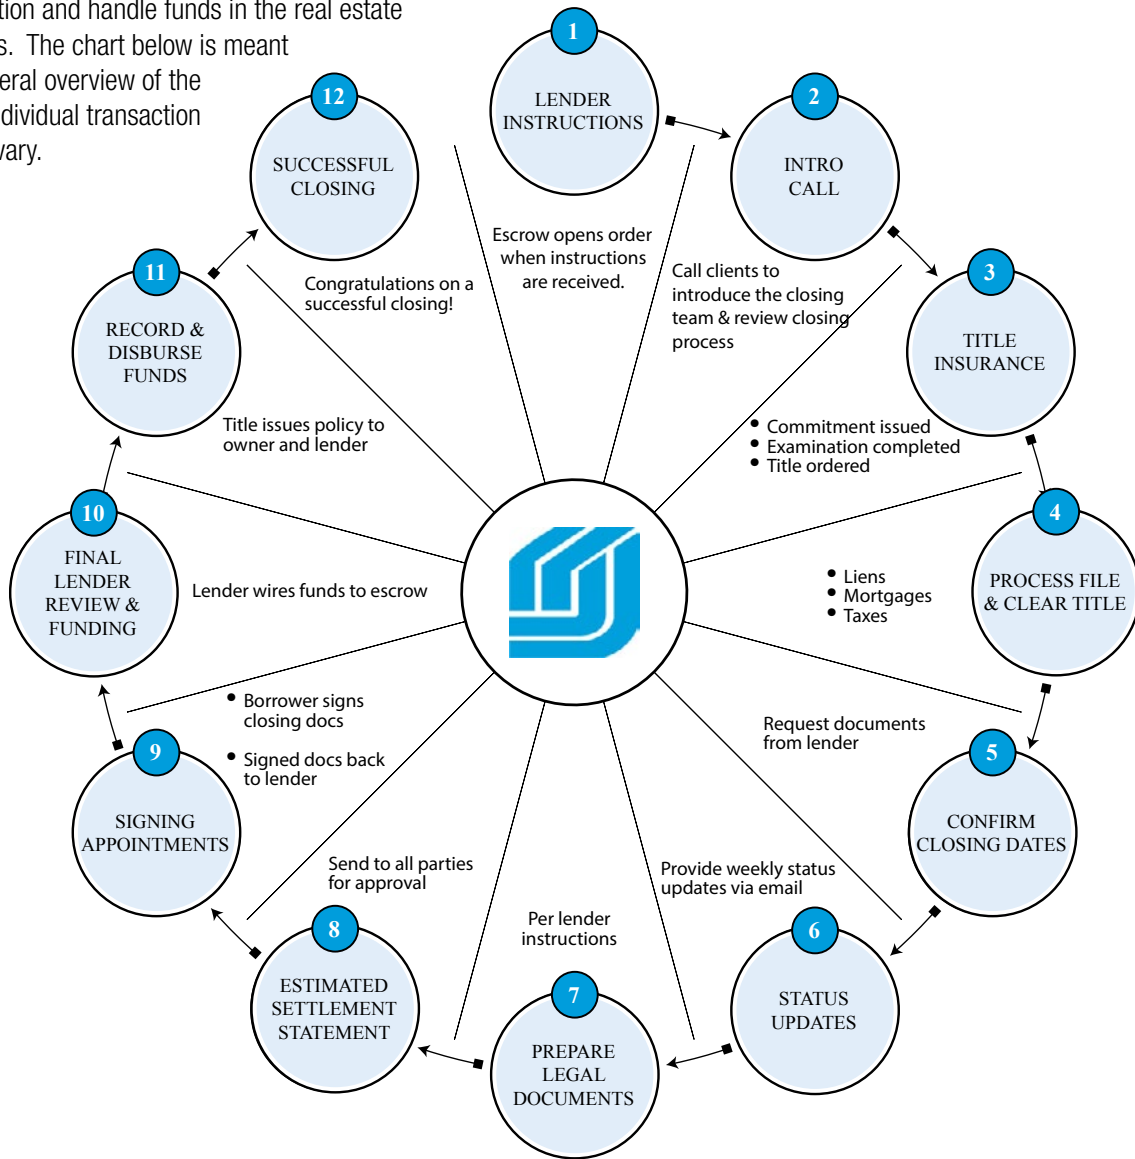 tion and handle funds in the real estate
s. The chart below is meant
eral overview of the
dividual transaction
vary.
1
LENDER
INSTRUCTIONS
Escrow opens order
when instructions
are received.
2
INTRO
CALL
Call clients to
introduce the closing
team & review closing
process
3
TITLE
INSURANCE
• Commitment issued
• Examination completed
• Title ordered
4
PROCESS FILE
& CLEAR TITLE
• Liens
• Mortgages
• Taxes
5
CONFIRM
CLOSING DATES
Request documents
from lender
6
STATUS
UPDATES
Provide weekly status
updates via email
7
PREPARE
LEGAL
DOCUMENTS
Per lender
instructions
8
ESTIMATED
SETTLEMENT
STATEMENT
Send to all parties
for approval
9
SIGNING
APPOINTMENTS
• Borrower signs
closing docs
• Signed docs back
to lender
10
FINAL
LENDER
REVIEW &
FUNDING
Lender wires funds to escrow
11
RECORD &
DISBURSE
FUNDS
Title issues policy to
owner and lender
12
SUCCESSFUL
CLOSING
Congratulations on a
successful closing!